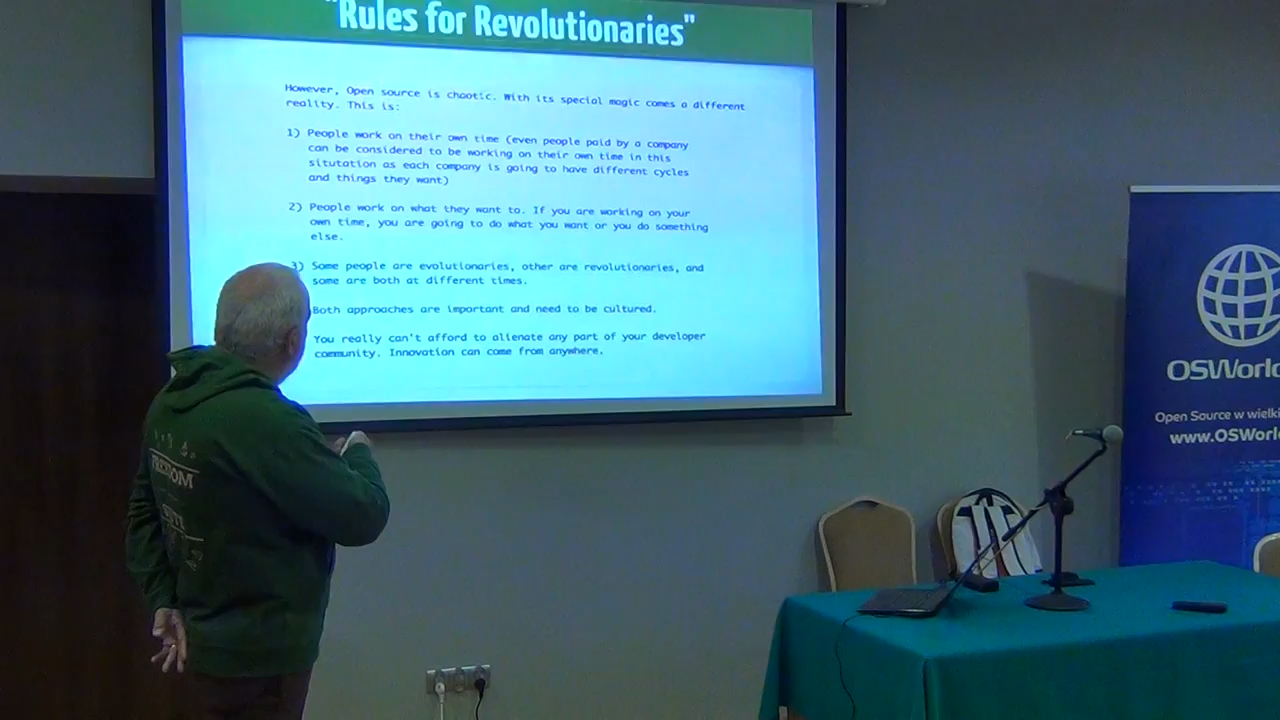 "Rules for Revolutionaries"
However, Open source is chaotic. With its special magic comes a different
reality. This is:
1) People work on their own time (even people paid by a company
can be considered to be working on their own time in this
situtation as each company is going to have different cycles
and things they want)
2) People work on what they want to. If you are working on your
own time, you are going to do what you want or you do something
else.
3) Some people are evolutionaries, other are revolutionaries, and
some are both at different times.
Both approaches are important and need to be cultured.
You really can't afford to alienate any part of your developer
community. Innovation can come from anywhere.
FREEDOM
OSWorl
Open Source w wielki
www.OSWorl